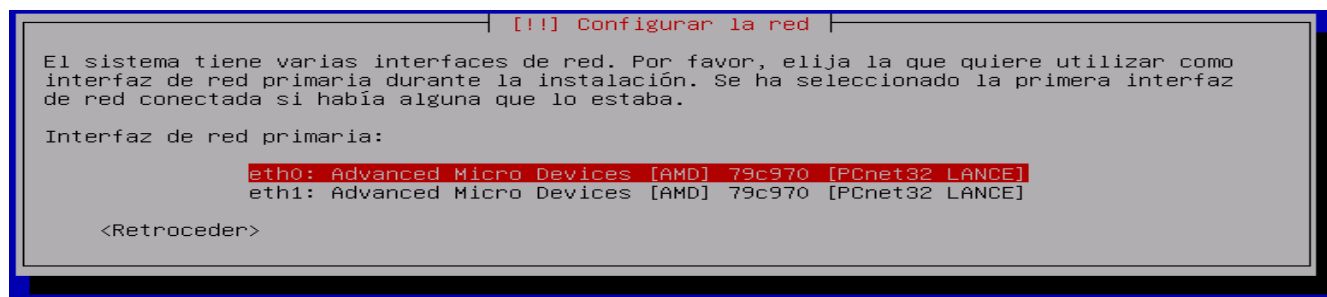 [!!] Configurar la red
El sistema tiene varias interfaces de red. Por favor, elija la que quiere utilizar como
interfaz de red primaria durante la instalación. Se ha seleccionado la primera interfaz
de red conectada si había alguna que lo estaba.
Interfaz de red primaria:
eth0: Advanced Micro Devices [AMD] 79c970 [PCnet32 LANCE]
eth1: Advanced Micro Devices [AMD] 79c970 [PCnet32 LANCE]
<Retroceder>